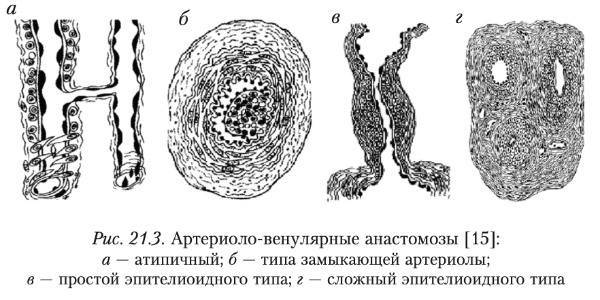 а
б
в
г
Рис. 21.3. Артериоло-венулярные анастомозы [15]:
а — атипичный; б — типа замыкающей артериолы;
в — простой эпителиоидного типа; г — сложный эпителиоидного типа